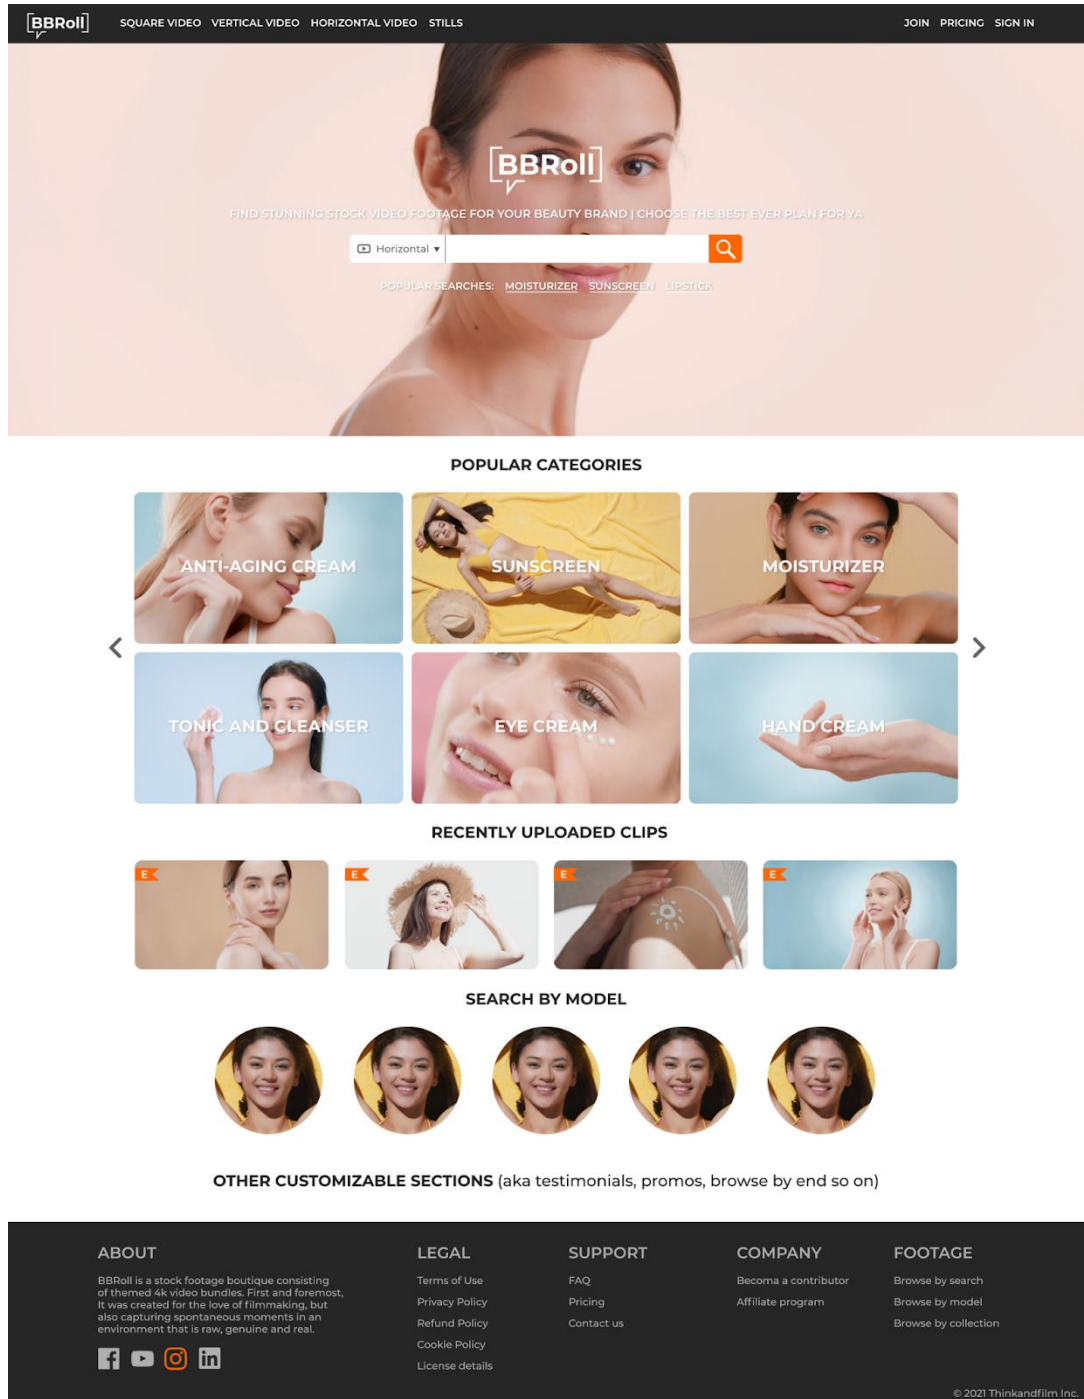 BBRoll
SQUARE VIDEO VERTICAL VIDEO HORIZONTAL VIDEO STILLS
JOIN PRICING SIGN IN
BBRoll
FIND STUNNING STOCK VIDEO FOOTAGE FOR YOUR BEAUTY BRAND | CHOOSE THE BEST EVER PLAN FOR YA
Horizontal
POPULAR SEARCHES: MOISTURIZER SUNSCREEN LIPSTICK
POPULAR CATEGORIES
ANTI-AGING CREAM
SUNSCREEN
MOISTURIZER
TONIC AND CLEANSER
EYE CREAM
HAND CREAM
RECENTLY UPLOADED CLIPS
E
E
E
E
SEARCH BY MODEL
OTHER CUSTOMIZABLE SECTIONS (aka testimonials, promos, browse by end so on)
ABOUT
BBRoll is a stock footage boutique consisting
of themed 4k video bundles. First and foremost,
It was created for the love of filmmaking, but
also capturing spontaneous moments in an
environment that is raw, genuine and real.
LEGAL
Terms of Use
Privacy Policy
Refund Policy
Cookie Policy
License details
SUPPORT
FAQ
Pricing
Contact us
COMPANY
Becoma a contributor
Affiliate program
FOOTAGE
Browse by search
Browse by model
Browse by collection
© 2021 Thinkandfilm Inc.